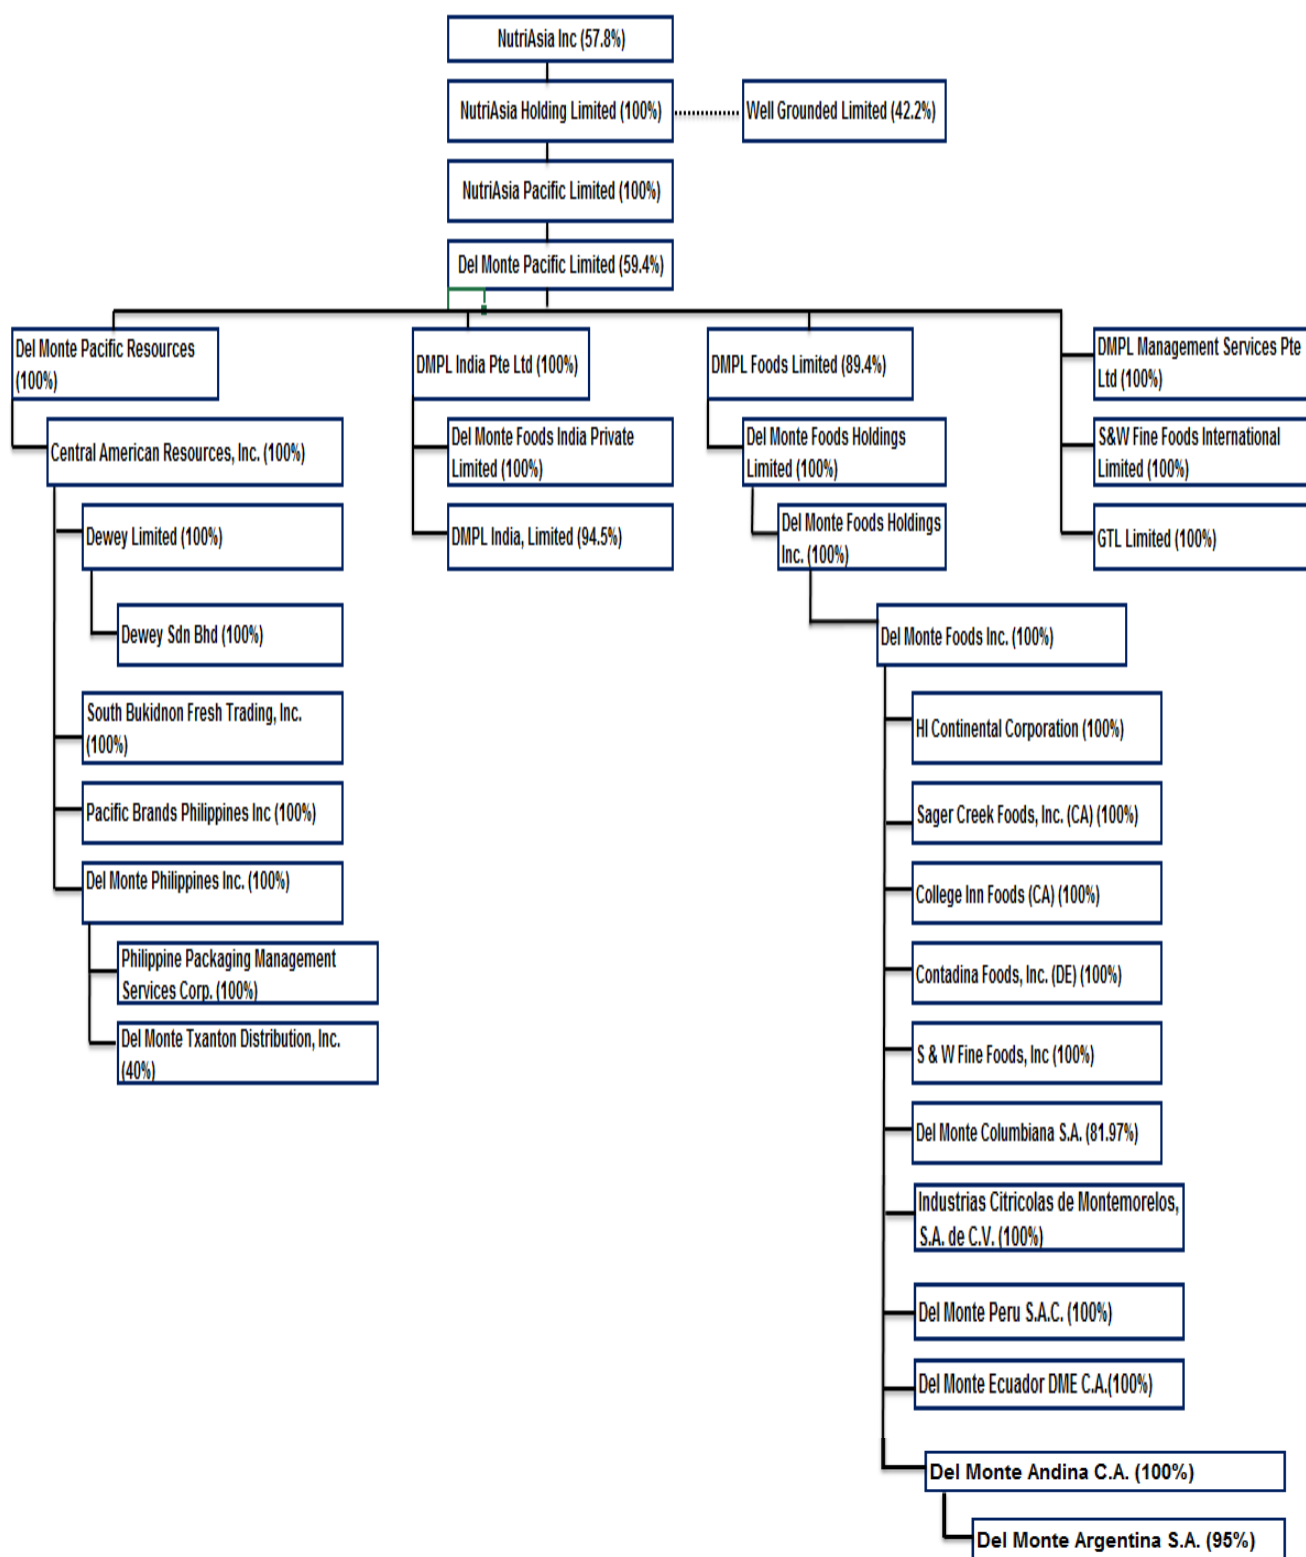 NutriAsia Inc (57.8%)
NutriAsia Holding Limited (100%)
Well Grounded Limited (42.2%)
NutriAsia Pacific Limited (100%)
Del Monte Pacific Limited (59.4%)
Del Monte Pacific Resources
(100%)
Central American Resources, Inc. (100%)
Dewey Limited (100%)
Dewey Sdn Bhd (100%)
South Bukidnon Fresh Trading, Inc.
(100%)
Pacific Brands Philippines Inc (100%)
Del Monte Philippines Inc. (100%)
Philippine Packaging Management
Services Corp. (100%)
Del Monte Txanton Distribution, Inc.
(40%)
DMPL India Pte Ltd (100%)
Del Monte Foods India Private
Limited (100%)
DMPL India, Limited (94.5%)
DMPL Foods Limited (89.4%)
Del Monte Foods Holdings
Limited (100%)
Del Monte Foods Holdings
Inc. (100%)
Del Monte Foods Inc. (100%)
HI Continental Corporation (100%)
Sager Creek Foods, Inc. (CA) (100%)
College Inn Foods (CA) (100%)
Contadina Foods, Inc. (DE) (100%)
S & W Fine Foods, Inc (100%)
Del Monte Columbiana S.A. (81.97%)
Industrias Citricolas de Montemorelos,
S.A. de C.V. (100%)
Del Monte Peru S.A.C. (100%)
Del Monte Ecuador DME C.A.(100%)
Del Monte Andina C.A. (100%)
Del Monte Argentina S.A. (95%)
DMPL Management Services Pte
Ltd (100%)
S&W Fine Foods International
Limited (100%)
GTL Limited (100%)